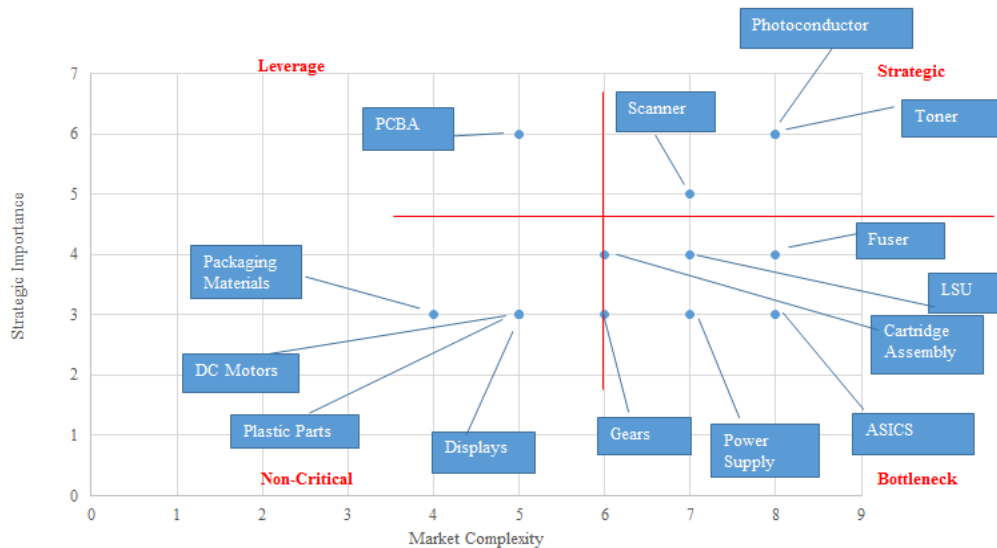 Photoconductor
Leverage
Strategic
7
Scanner
Toner
PCBA
6
5
Strategic Importance
Fuser
4
Packaging
Materials
LSU
3
Cartridge
Assembly
DC Motors
2
Plastic Parts
Gears
ASICS
Displays
Power
Supply
1
Non-Critical
Bottleneck
0
0 1 2 3 4 5 6 7 8 9
Market Complexity